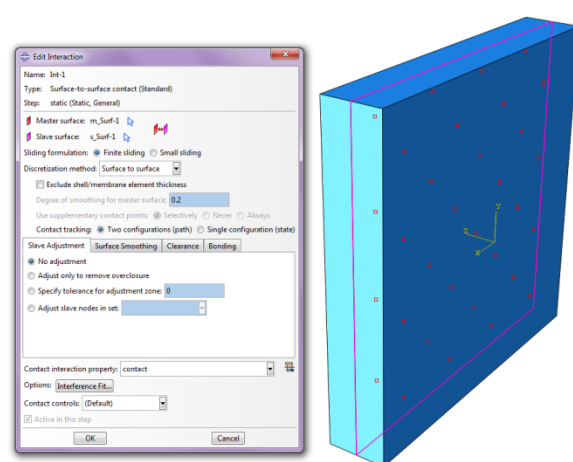 Edit Interaction
Name: Int-1
Type: Surface-to-surface contact (Standard)
Step: static (Static, General)
Master surface: m_Surf-1
Slave surface: s_Surf-1
Sliding formulation: Finite sliding Small sliding
Discretization method: Surface to surface
Exclude shell/membrane element thickness
Degree of smoothing for master surface: 0.2
Use supplementary contact points: Selectively Never Always
Contact tracking: Two configurations (path) Single configuration (state)
Slave Adjustment Surface Smoothing Clearance Bonding
No adjustment
Adjust only to remove overclosure
Specify tolerance for adjustment zone: 0
Adjust slave nodes in set:
Contact interaction property: contact
Options: Interference Fit...
Contact controls: (Default)
Active in this step
OK Cancel
Y